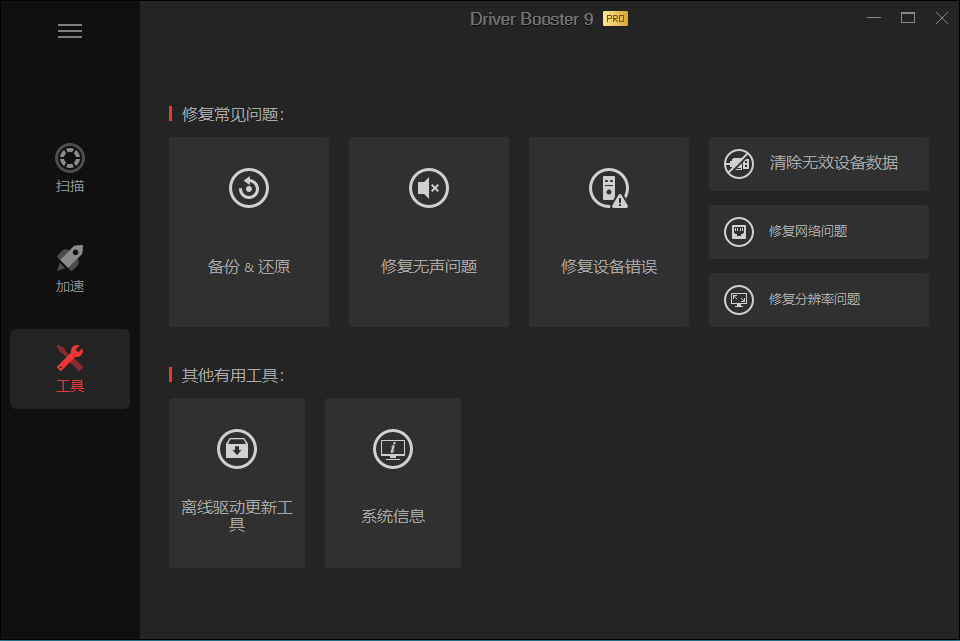 Driver Booster 9 PRO
扫描
加速
工具
修复常见问题：
备份 & 还原
修复无声问题
修复设备错误
清除无效设备数据
修复网络问题
修复分辨率问题
其他有用工具：
离线驱动更新工
具
系统信息